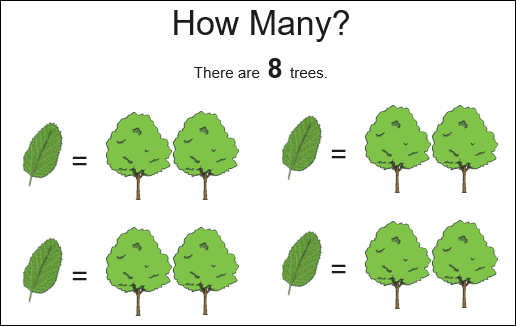 How Many?
There are 8 trees.
= =
= =